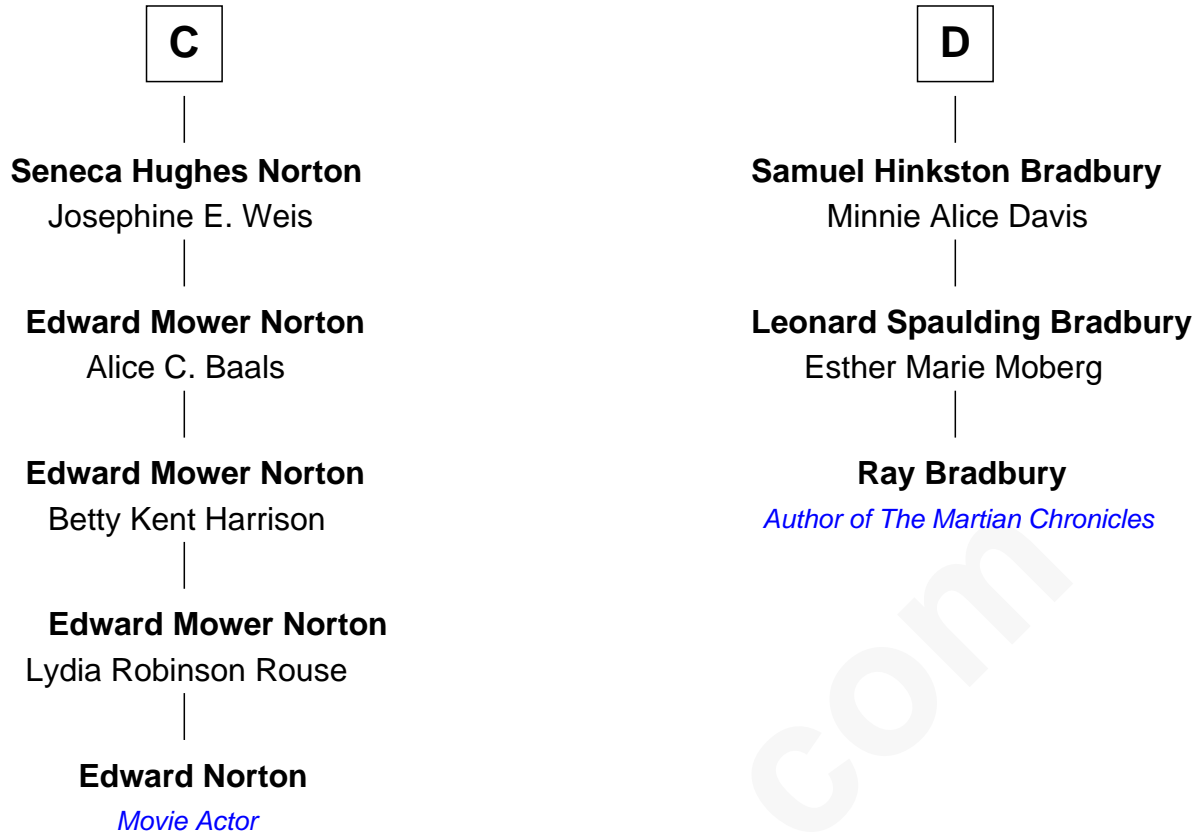 C
Seneca Hughes Norton
Josephine E. Weis
Edward Mower Norton
Alice C. Baals
Edward Mower Norton
Betty Kent Harrison
Edward Mower Norton
Lydia Robinson Rouse
Edward Norton
Movie Actor
D
Samuel Hinkston Bradbury
Minnie Alice Davis
Leonard Spaulding Bradbury
Esther Marie Moberg
Ray Bradbury
Author of The Martian Chronicles
com